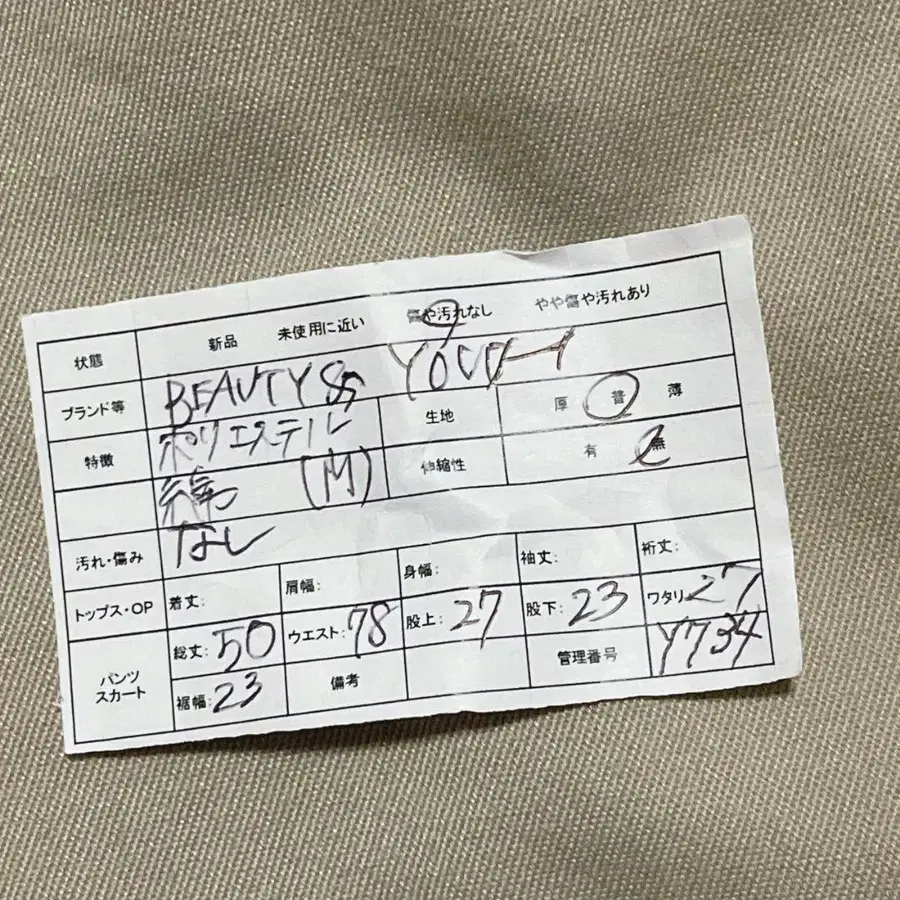 状態 新品 未使用に近い 傷や汚れなし やや傷や汚れあり
ブランド等 BEAUTY & YOUTH 生地 厚 普 薄
特徴 ポリエステル 伸縮性 有 無
綿 (M)
汚れ・傷み なし
トップス・OP 着丈: 肩幅: 身幅: 袖丈: 裄丈:
パンツ スカート 総丈: 50 ウエスト: 78 股上: 27 股下: 23 ワタリ: 27
裾幅: 23 備考 管理番号 Y734